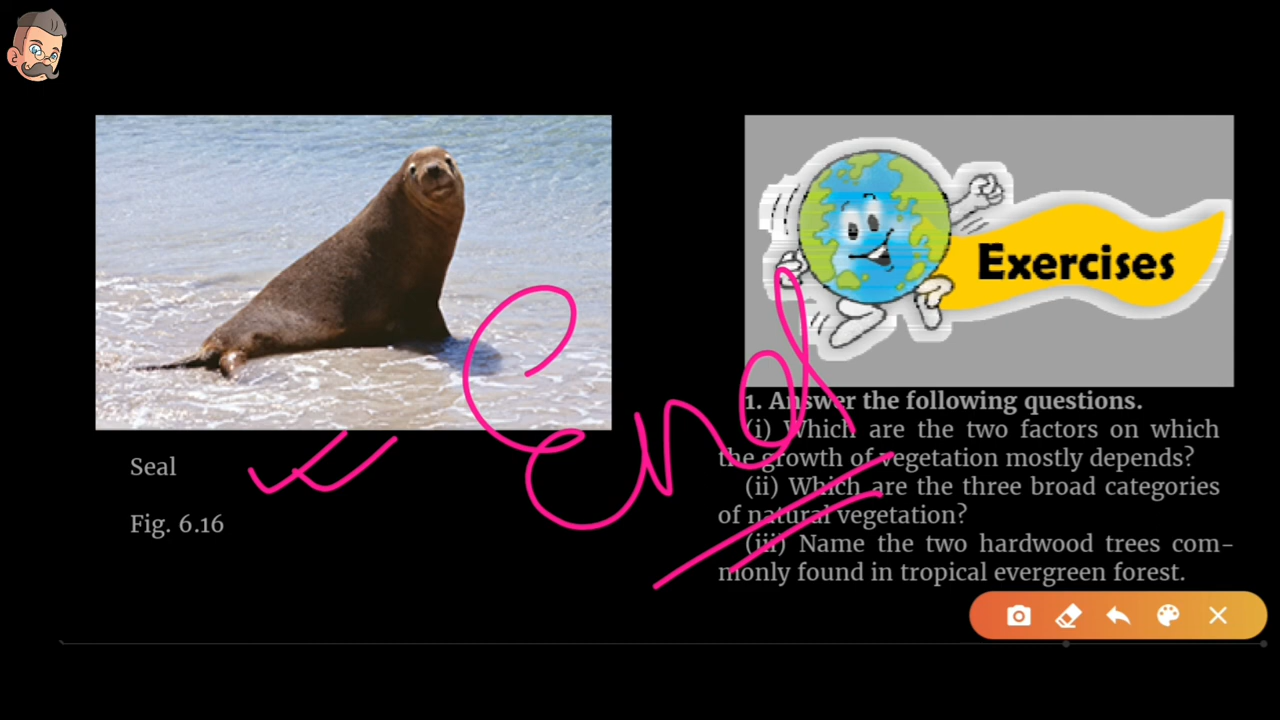 Seal
Fig. 6.16
End
Exercises
1. Answer the following questions.
(i) Which are the two factors on which
the growth of vegetation mostly depends?
(ii) Which are the three broad categories
of natural vegetation?
(iii) Name the two hardwood trees com-
monly found in tropical evergreen forest.